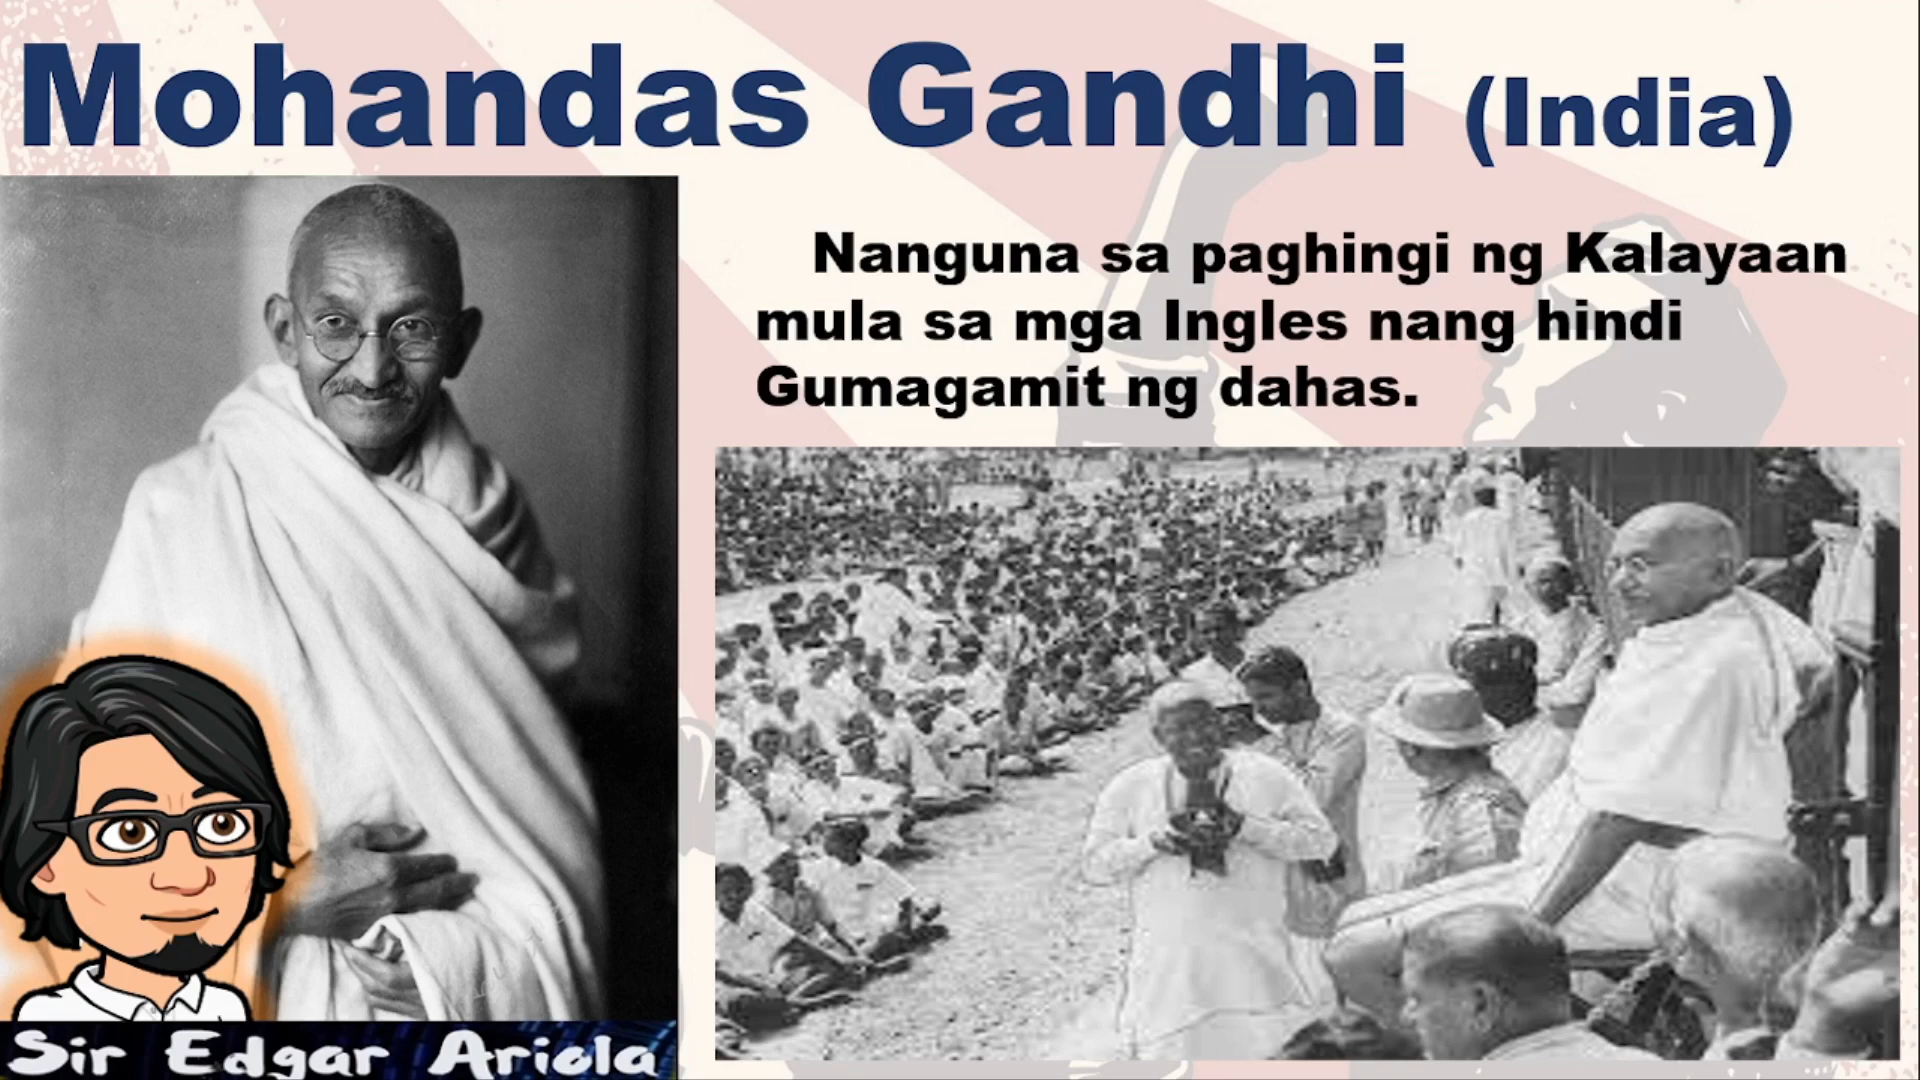 Mohandas Gandhi (India)
Nanguna sa paghingi ng Kalayaan
mula sa mga Ingles nang hindi
Gumagamit ng dahas.
Sir Edgar Ariola